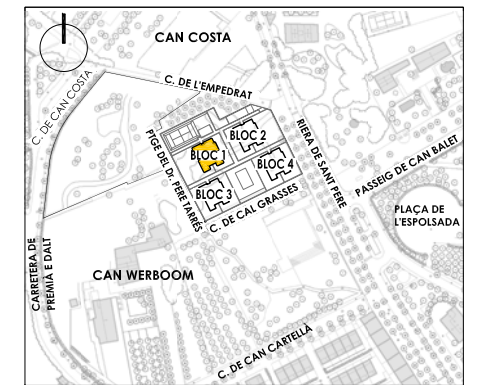 CAN COSTA
C. DE L'EMPEDRAT
C. DE CAN COSTA
BLOC 2
BLOC 1
BLOC 4
BLOC 3
PTGE DEL Dr. PERE TARRÉS
RIERA DE SANT PERE
PASSEIG DE CAN BALET
C. DE CAL GRASSES
PLAÇA DE
L'ESPOLSADA
CARRETERA DE
PREMIÀ E DALT
CAN WERBOOM
C. DE CAN CARTELLÀ